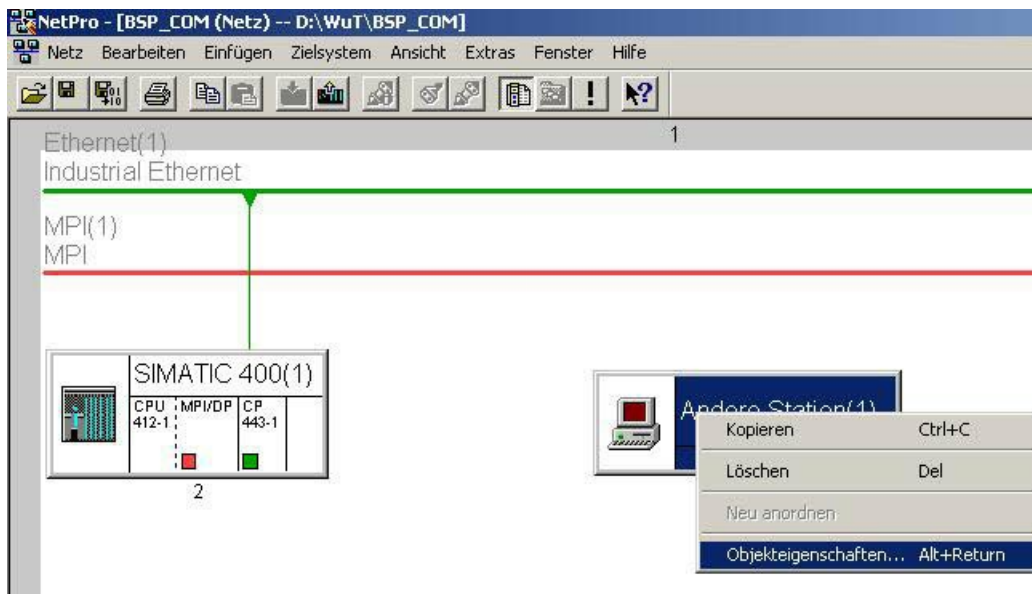 NetPro - [BSP_COM (Netz) -- D:\WuT\BSP_COM]
Netz Bearbeiten Einfügen Zielsystem Ansicht Extras Fenster Hilfe
1
Ethernet(1)
Industrial Ethernet
MPI(1)
MPI
SIMATIC 400(1)
CPU 412-1
MPI/DP
CP 443-1
2
Andere Station(1)
Kopieren Ctrl+C
Löschen Del
Neu anordnen
Objekteigenschaften... Alt+Return